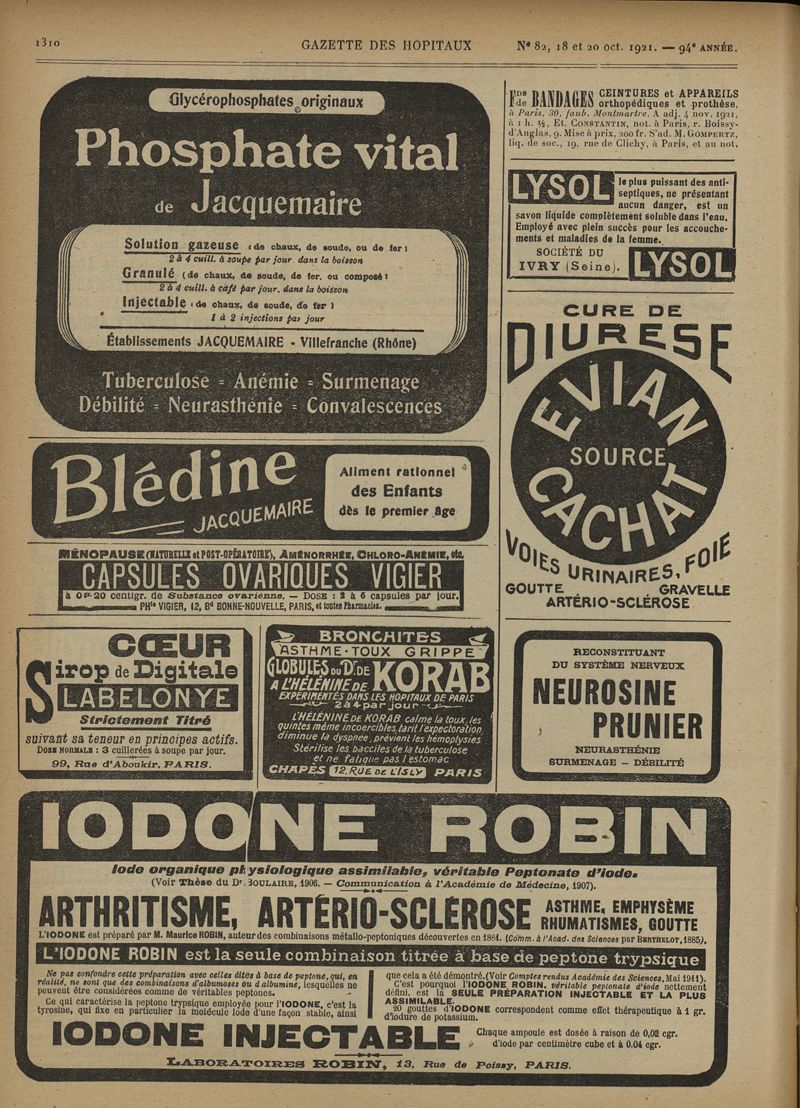 1310
GAZETTE DES HOPITAUX
Nº 82, 18 et 20 oct. 1921. — 94e ANNÉE.
Glycérophosphates originaux
Phosphate vital
de Jacquemaire
Solution gazeuse (de chaux, de soude, ou de fer)
2 à 4 cuill. à soupe par jour dans la boisson
Granulé (de chaux, de soude, de fer, ou composé)
2 à 4 cuill. à café par jour, dans la boisson
Injectable (de chaux, de soude, de fer)
1 à 2 injections par jour
Établissements JACQUEMAIRE - Villefranche (Rhône)
Tuberculose = Anémie = Surmenage
Débilité = Neurasthénie = Convalescences
Blédine
JACQUEMAIRE
Aliment rationnel
des Enfants
dès le premier âge
MÉNOPAUSE (NATURELLE et POST-OPÉRATOIRE), AMÉNORRHÉE, CHLORO-ANÉMIE, etc.
CAPSULES OVARIQUES VIGIER
à 0 gr. 20 centigr. de Substance ovarienne. — DOSE : 2 à 6 capsules par jour.
PHie VIGIER, 12, Bd BONNE-NOUVELLE, PARIS, et toutes Pharmacies.
CŒUR
Sirop de Digitale
LABELONYE
Strictement Titré
suivant sa teneur en principes actifs.
DOSE NORMALE : 3 cuillerées à soupe par jour.
99, Rue d'Aboukir, PARIS.
BRONCHITES
ASTHME - TOUX GRIPPE
GLOBULES DU Dr. DE KORAB
A L'HÉLÉNINE DE
EXPÉRIMENTÉS DANS LES HOPITAUX DE PARIS
2 à 4 par jour
L'HÉLÉNINE DE KORAB calme la toux, les
quintes même incoercibles, tarit l'expectoration
diminue la dyspnée, prévient les hémoptysies
Stérilise les bacilles de la tuberculose
et ne fatigue pas l'estomac
CHAPÈS 12, RUE DE L'ISLY PARIS
Fds de BANDAGES CEINTURES et APPAREILS
orthopédiques et prothèse,
à Paris, 30, faub. Montmartre. A adj. 4 nov. 1921,
à 1 h. ½, Et. CONSTANTIN, not. à Paris, r. Boissy-
d'Anglas, 9. Mise à prix, 200 fr. S'ad. M. GOMPERTZ,
liq. de soc., 19, rue de Clichy, à Paris, et au not.
LYSOL le plus puissant des anti-
septiques, ne présentant
aucun danger, est un
savon liquide complètement soluble dans l'eau.
Employé avec plein succès pour les accouche-
ments et maladies de la femme.
SOCIÉTÉ DU
IVRY (Seine). LYSOL
CURE DE
DIURESE
EVIAN
SOURCE
CACHAT
VOIES URINAIRES, FOIE
GOUTTE GRAVELLE
ARTÉRIO-SCLÉROSE
RECONSTITUANT
DU SYSTÈME NERVEUX
NEUROSINE
PRUNIER
NEURASTHÉNIE
SURMENAGE — DÉBILITÉ
IODONE ROBIN
Iode organique physiologique assimilable, véritable Peptonate d'iode.
(Voir Thèse du Dr BOULAIRE, 1906. — Communication à l'Académie de Médecine, 1907).
ARTHRITISME, ARTÉRIO-SCLÉROSE ASTHME, EMPHYSÈME
RHUMATISMES, GOUTTE
L'IODONE est préparé par M. Maurice ROBIN, auteur des combinaisons métallo-peptoniques découvertes en 1881. (Comm. à l'Acad. des Sciences par BERTHELOT, 1885).
L'IODONE ROBIN est la seule combinaison titrée à base de peptone trypsique
Ne pas confondre cette préparation avec celles dites à base de peptone, qui, en
réalité, ne sont que des combinaisons d'albumoses ou d'albumine, lesquelles ne
peuvent être considérées comme de véritables peptones.
Ce qui caractérise la peptone trypsique employée pour l'IODONE, c'est la
tyrosine, qui fixe en particulier la molécule Iode d'une façon stable, ainsi
que cela a été démontré. (Voir Comptes rendus Académie des Sciences, Mai 1911).
C'est pourquoi l'IODONE ROBIN, véritable peptonate d'iode nettement
défini, est la SEULE PRÉPARATION INJECTABLE ET LA PLUS
ASSIMILABLE.
20 gouttes d'IODONE correspondent comme effet thérapeutique à 1 gr.
d'iodure de potassium.
IODONE INJECTABLE
Chaque ampoule est dosée à raison de 0,02 cgr.
d'iode par centimètre cube et à 0.04 cgr.
LABORATOIRES ROBIN, 13, Rue de Poissy, PARIS.